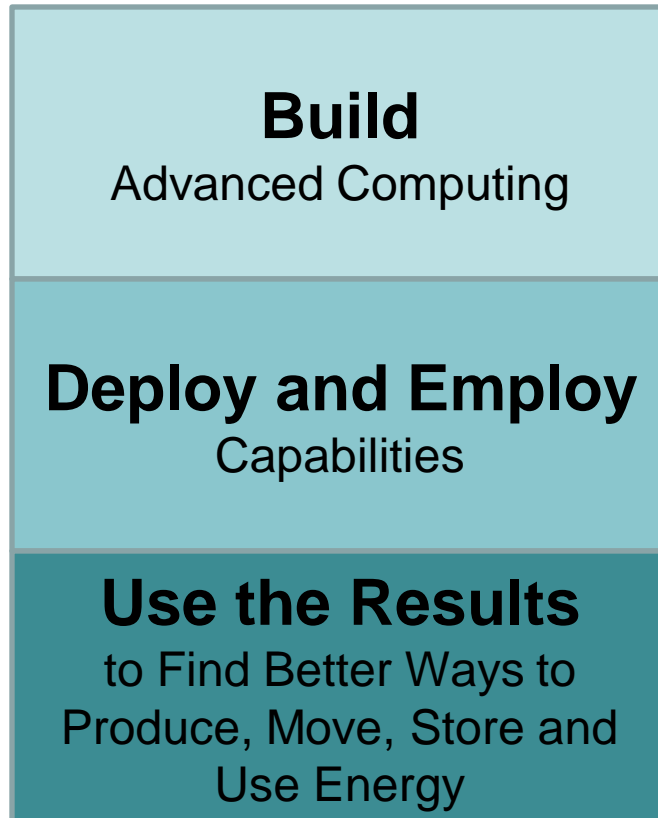 Build
Advanced Computing
Deploy and Employ
Capabilities
Use the Results
to Find Better Ways to
Produce, Move, Store and
Use Energy